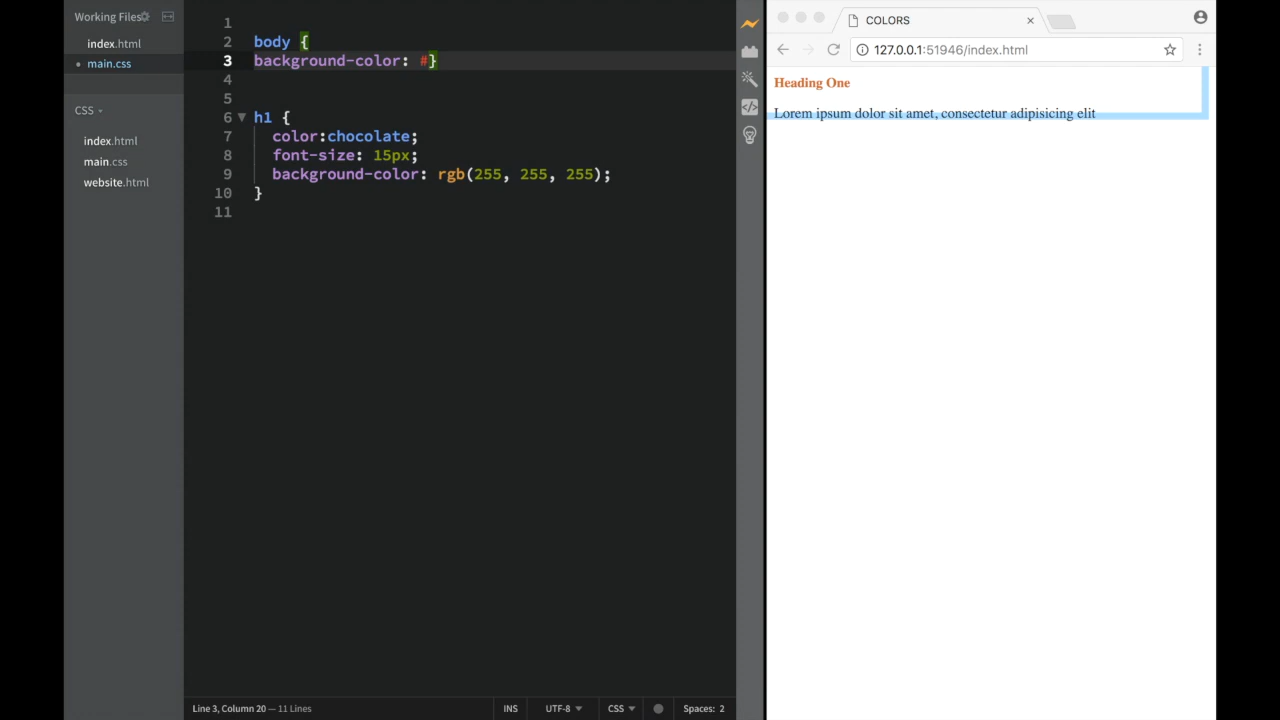 Working Files
index.html
main.css
CSS
index.html
main.css
website.html
1
2 body {
3 background-color: #}
4
5
6 h1 {
7 color:chocolate;
8 font-size: 15px;
9 background-color: rgb(255, 255, 255);
10 }
11
Line 3, Column 20 — 11 Lines
INS
UTF-8
CSS
Spaces: 2
COLORS
127.0.0.1:51946/index.html
Heading One
Lorem ipsum dolor sit amet, consectetur adipisicing elit